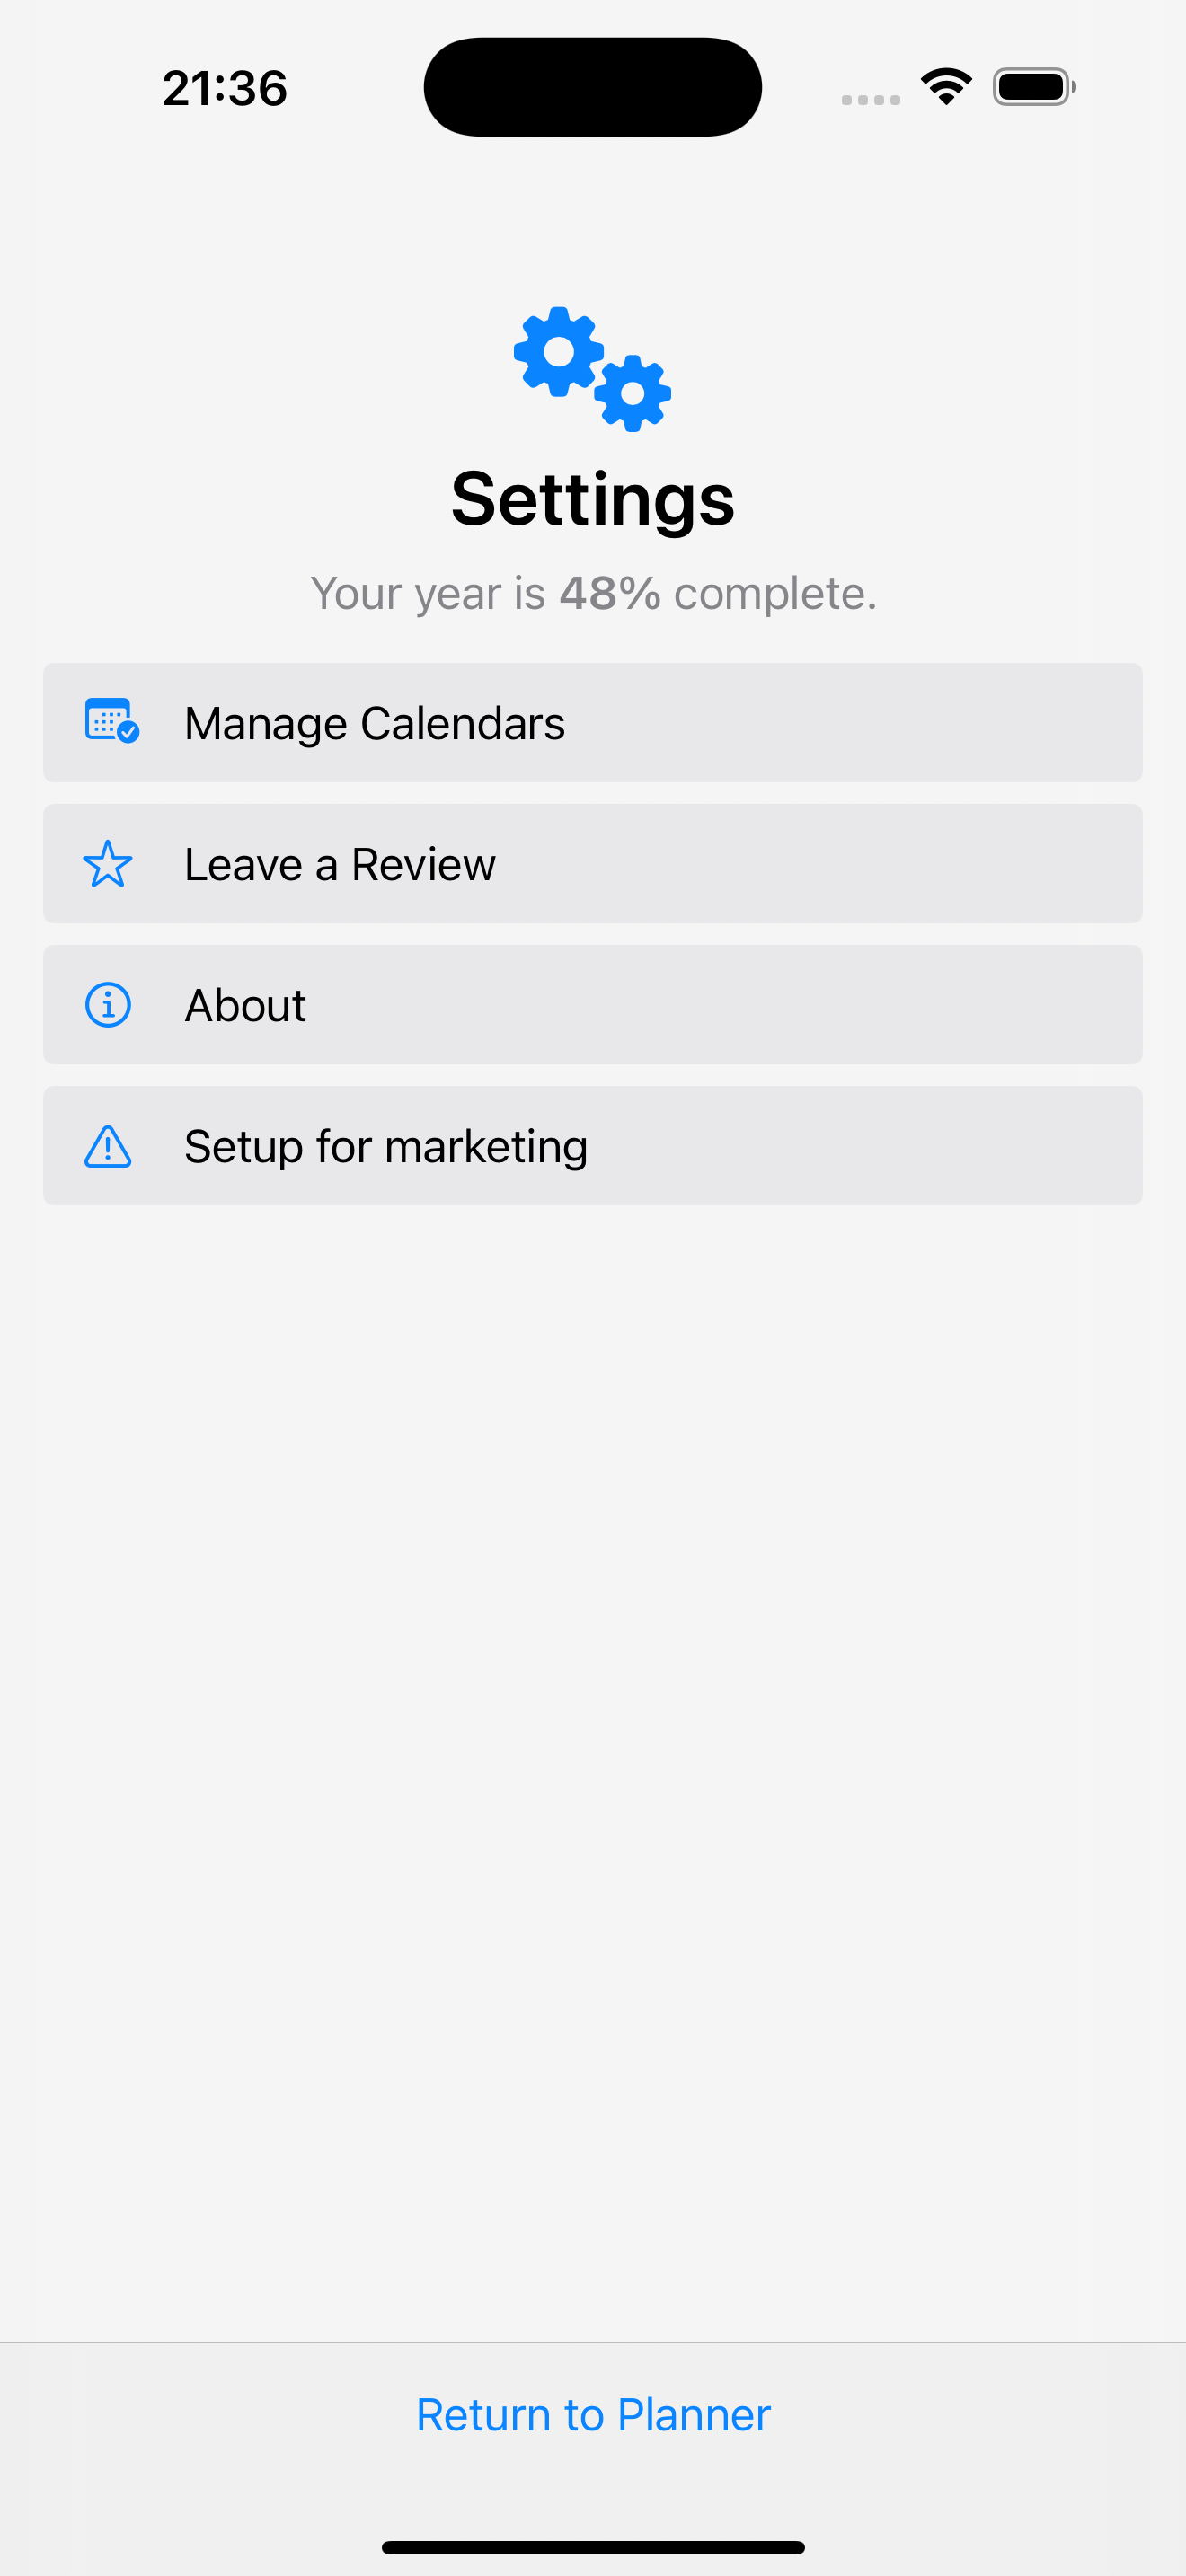 21:36
Settings
Your year is 48% complete.
Manage Calendars
Leave a Review
About
Setup for marketing
Return to Planner